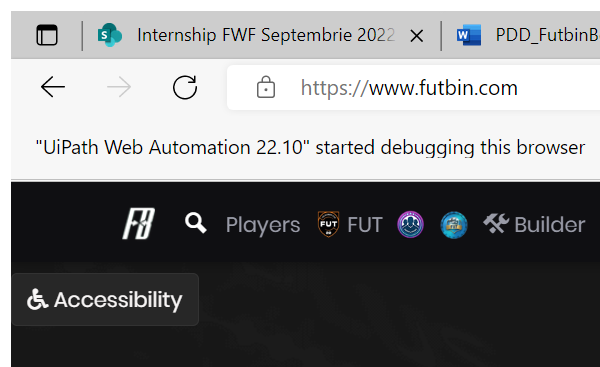 Internship FWF Septembrie 2022
PDD_FutbinB
https://www.futbin.com
"UiPath Web Automation 22.10" started debugging this browser
Players FUT FUT Builder
Accessibility